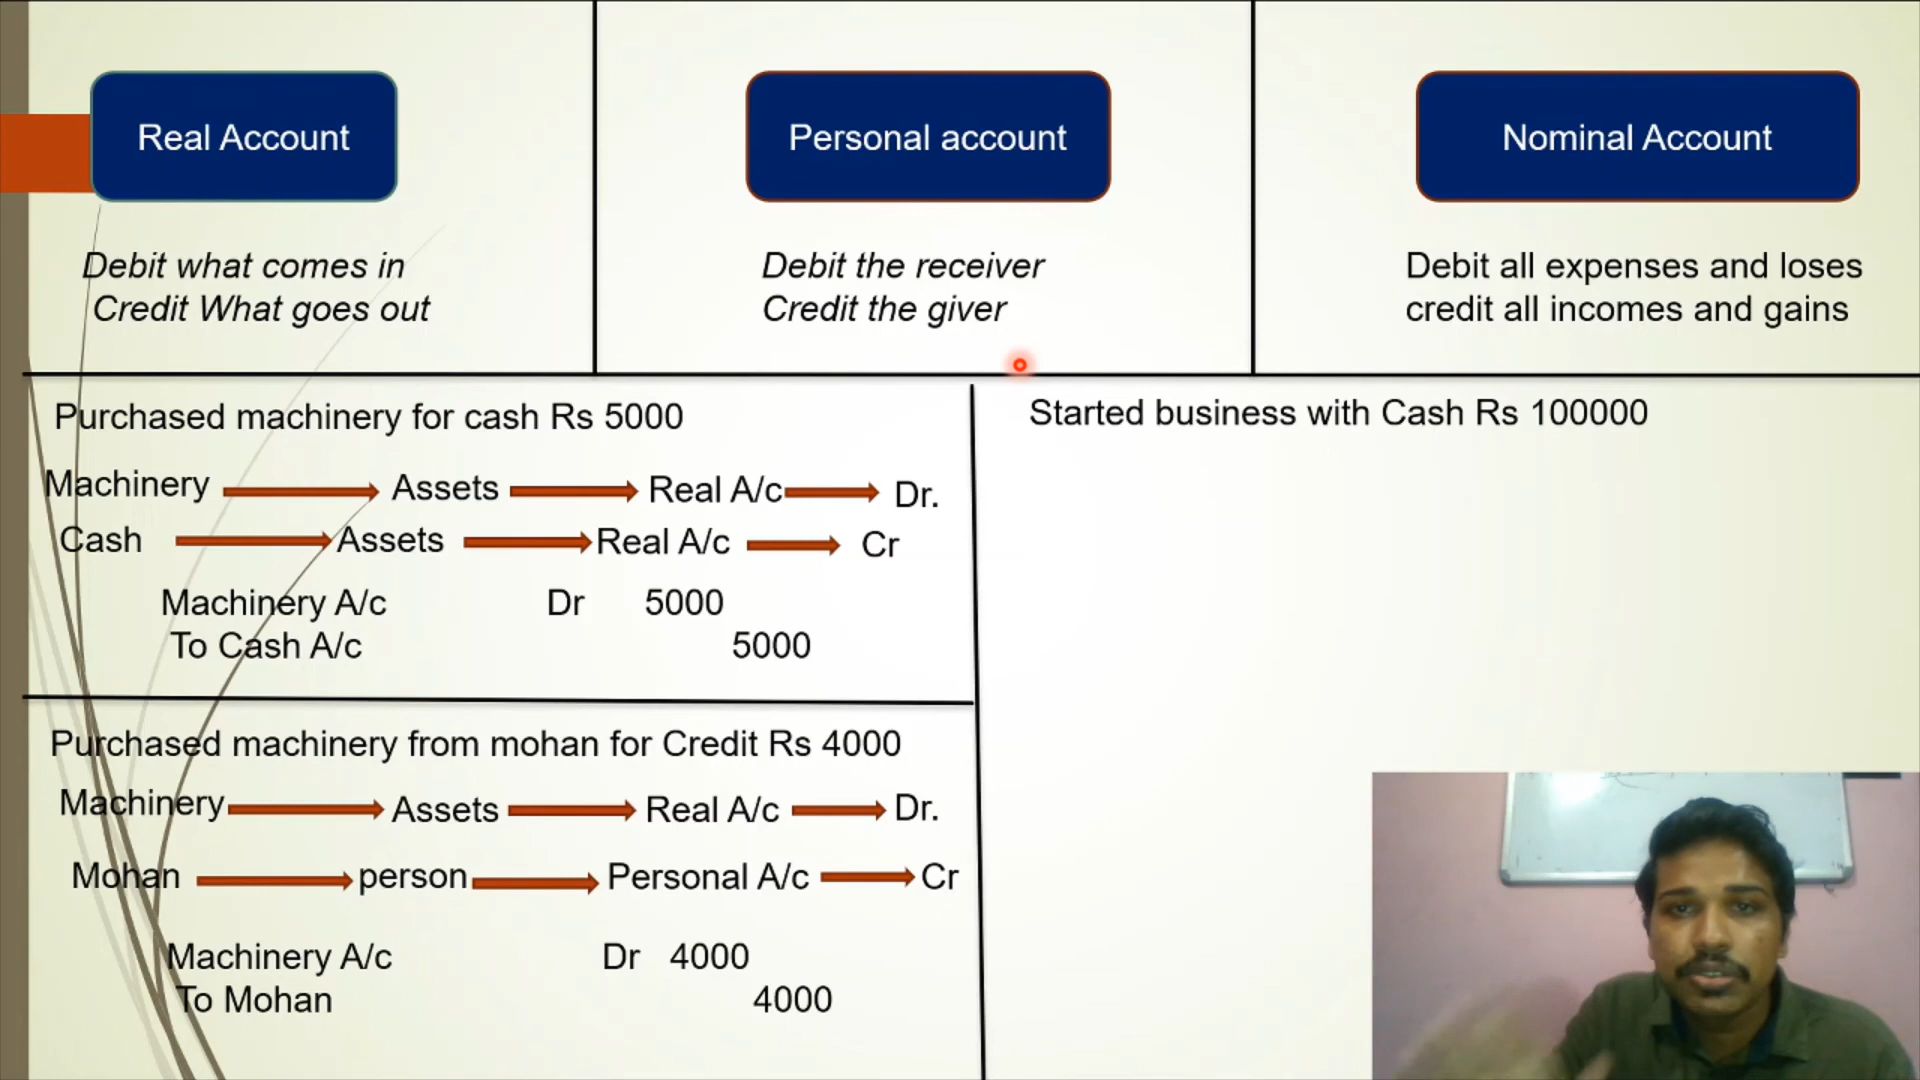 Real Account
Debit what comes in
Credit What goes out
Personal account
Debit the receiver
Credit the giver
Nominal Account
Debit all expenses and loses
credit all incomes and gains
Purchased machinery for cash Rs 5000
Machinery Assets Real A/c Dr.
Cash Assets Real A/c Cr
Machinery A/c Dr 5000
To Cash A/c 5000
Purchased machinery from mohan for Credit Rs 4000
Machinery Assets Real A/c Dr.
Mohan person Personal A/c Cr
Machinery A/c Dr 4000
To Mohan 4000
Started business with Cash Rs 100000